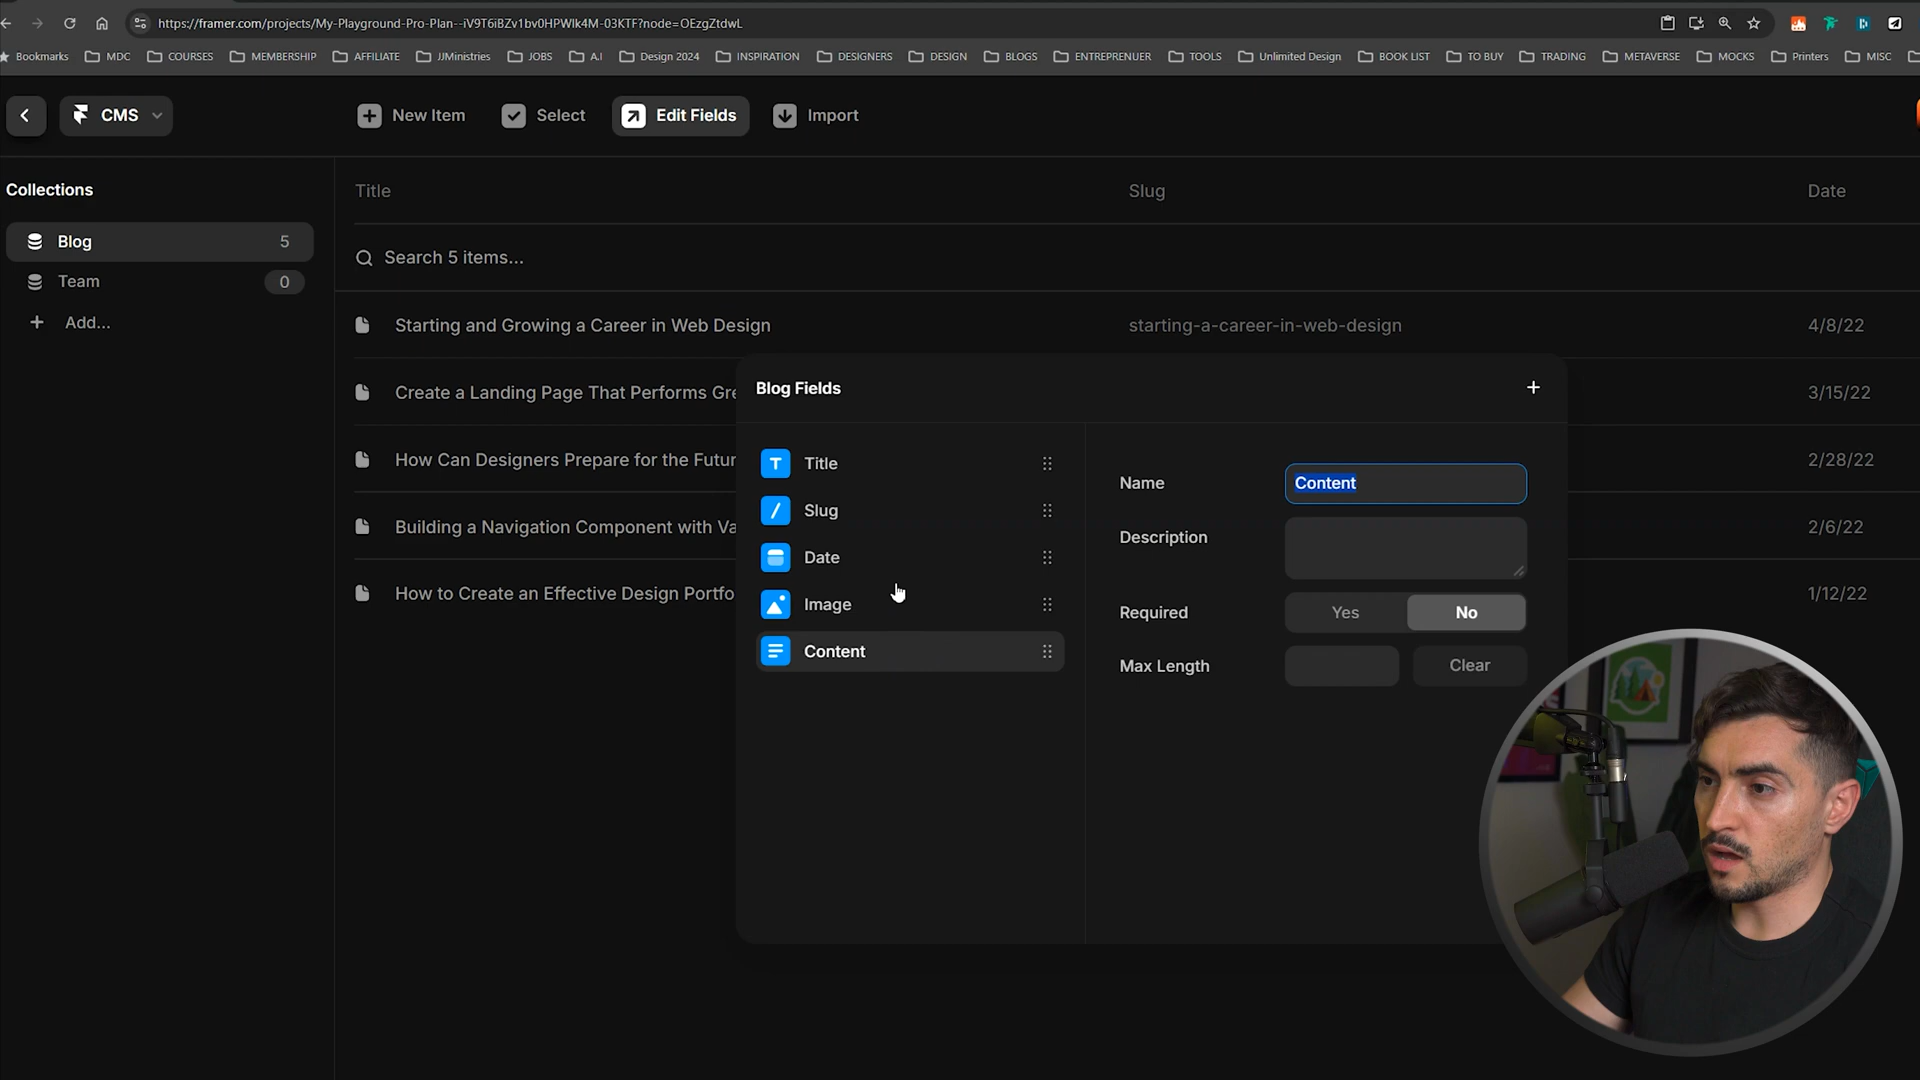 https://framer.com/projects/My-Playground-Pro-Plan--iV9T6iBZv1bv0HPWlk4M-03KTF?node=OEzgZtdwL
Bookmarks MDC COURSES MEMBERSHIP AFFILIATE JJMinistries JOBS A.I Design 2024 INSPIRATION DESIGNERS DESIGN BLOGS ENTREPRENUER TOOLS Unlimited Design BOOK LIST TO BUY TRADING METAVERSE MOCKS Printers MISC
CMS New Item Select Edit Fields Import
Collections
Blog 5
Team 0
Add...
Title Slug Date
Search 5 items...
Starting and Growing a Career in Web Design starting-a-career-in-web-design 4/8/22
Create a Landing Page That Performs Gre 3/15/22
How Can Designers Prepare for the Futur 2/28/22
Building a Navigation Component with Va 2/6/22
How to Create an Effective Design Portfo 1/12/22
Blog Fields
Title
Slug
Date
Image
Content
Name Content
Description
Required Yes No
Max Length Clear